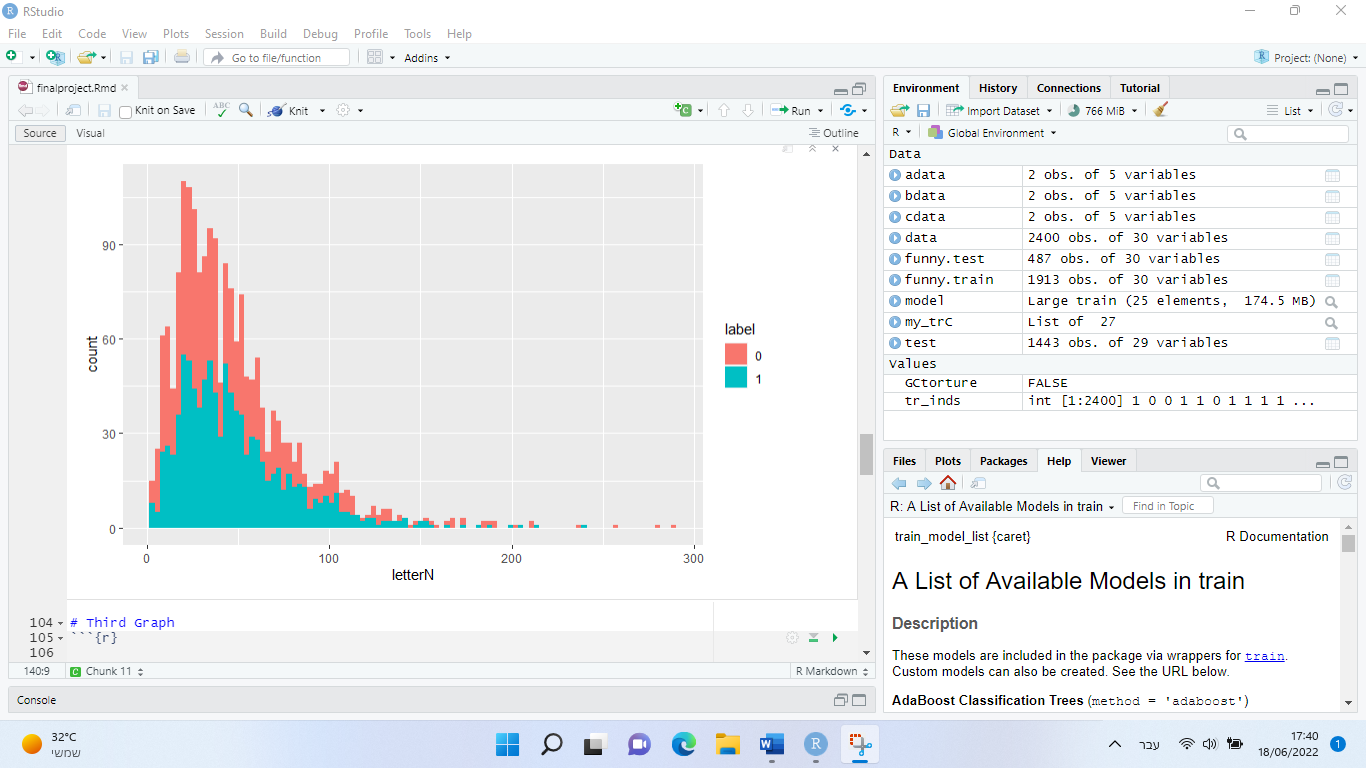 RStudio
File Edit Code View Plots Session Build Debug Profile Tools Help
Go to file/function Addins Project: (None)
finalproject.Rmd
Knit on Save ABC Knit Run
Source Visual Outline
90
60
30
0
count
0 100 200 300
letterN
label
0
1
104 # Third Graph
105 ```{r}
106
140:9 Chunk 11 R Markdown
Console
Environment History Connections Tutorial
Import Dataset 766 MiB List
R Global Environment
Data
adata 2 obs. of 5 variables
bdata 2 obs. of 5 variables
cdata 2 obs. of 5 variables
data 2400 obs. of 30 variables
funny.test 487 obs. of 30 variables
funny.train 1913 obs. of 30 variables
model Large train (25 elements, 174.5 MB)
my_trC List of 27
test 1443 obs. of 29 variables
Values
GCtorture FALSE
tr_inds int [1:2400] 1 0 0 1 1 0 1 1 1 1 ...
Files Plots Packages Help Viewer
R: A List of Available Models in train Find in Topic
train_model_list {caret} R Documentation
A List of Available Models in train
Description
These models are included in the package via wrappers for train.
Custom models can also be created. See the URL below.
AdaBoost Classification Trees (method = 'adaboost')
32°C
שמשי
עבר
17:40
18/06/2022
1